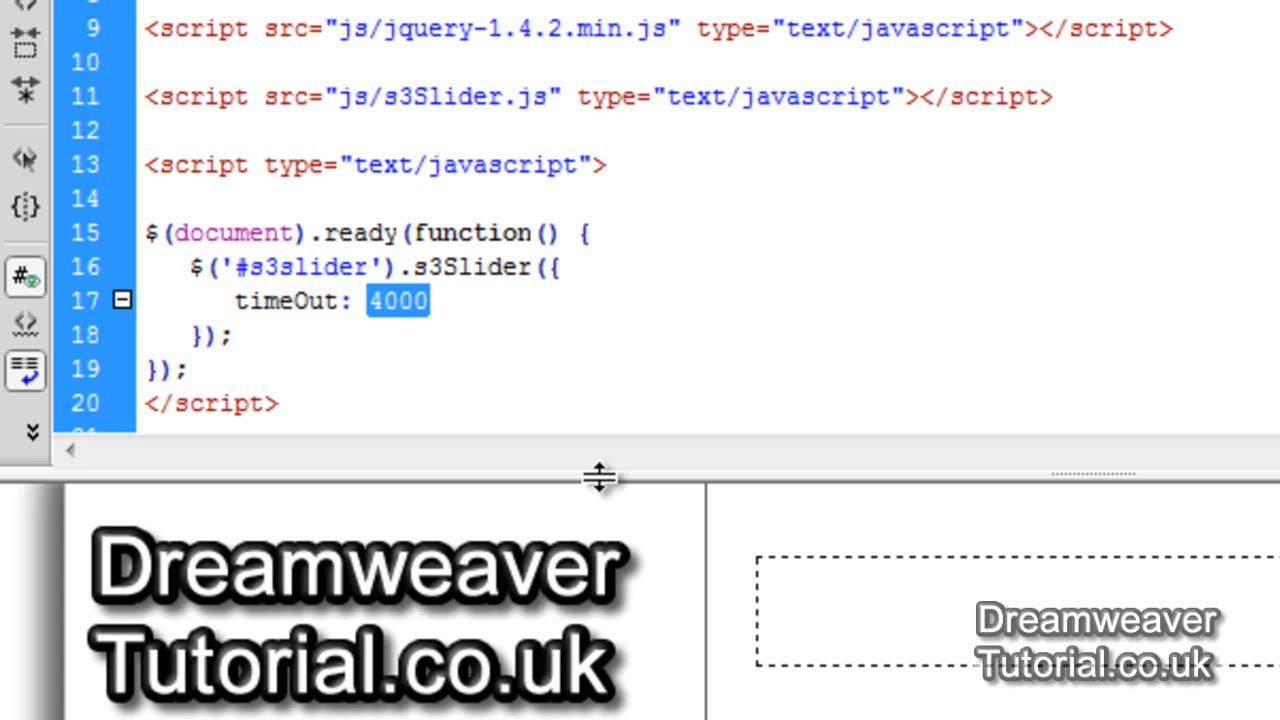 9 <script src="js/jquery-1.4.2.min.js" type="text/javascript"></script>
10
11 <script src="js/s3Slider.js" type="text/javascript"></script>
12
13 <script type="text/javascript">
14
15 $(document).ready(function() {
16 $('#s3slider').s3Slider({
17 timeOut: 4000
18 });
19 });
20 </script>
Dreamweaver
Tutorial.co.uk
Dreamweaver
Tutorial.co.uk